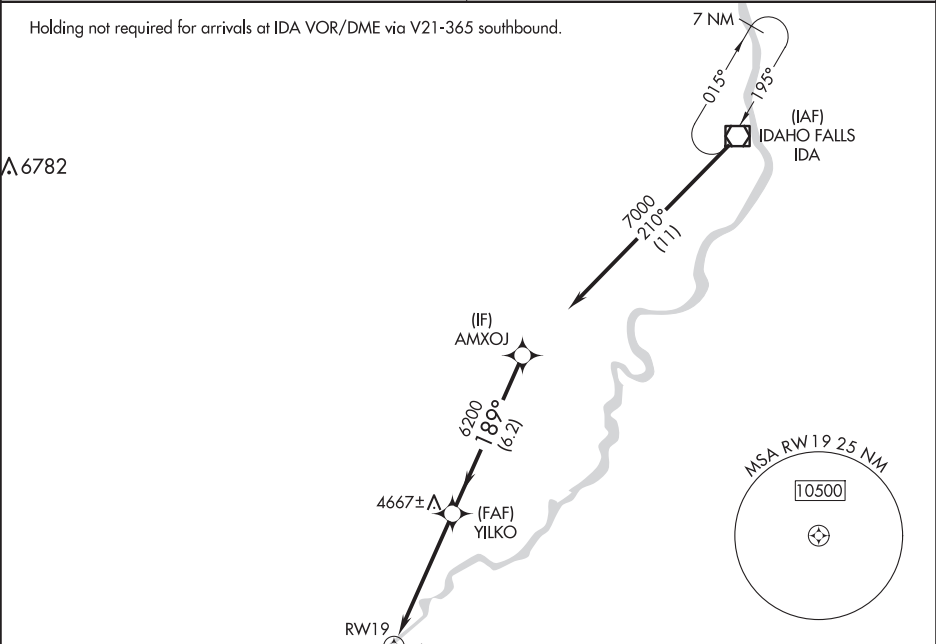 Holding not required for arrivals at IDA VOR/DME via V21-365 southbound.
7 NM
015°
195°
(IAF)
IDAHO FALLS
IDA
6782
7000
210°
(11)
(IF)
AMXOJ
6200
189°
(6.2)
4667±
(FAF)
YILKO
MSA RW19 25 NM
10500
RW19